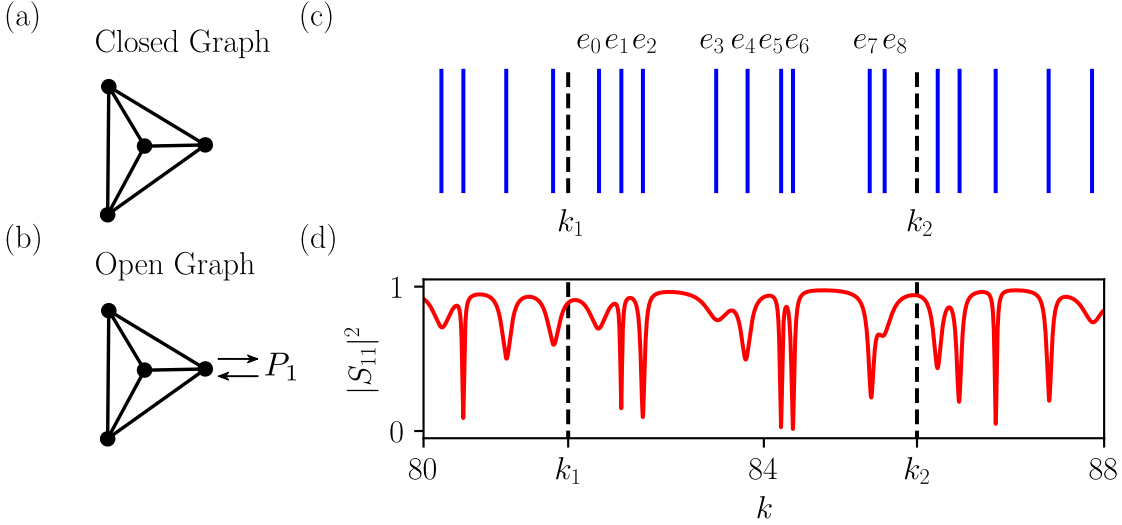 (a)
Closed Graph
(b)
Open Graph
P₁
(c)
e₀ e₁ e₂ e₃ e₄ e₅ e₆ e₇ e₈
k₁ k₂
(d)
|S₁₁|²
1
0
80 k₁ 84 k₂ 88
k